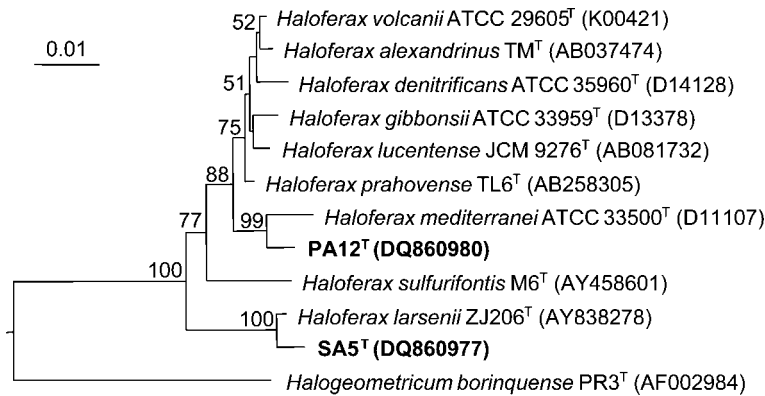 52 Haloferax volcanii ATCC 29605ᵀ (K00421)
0.01
Haloferax alexandrinus TMᵀ (AB037474)
Haloferax denitrificans ATCC 35960ᵀ (D14128)
51
Haloferax gibbonsii ATCC 33959ᵀ (D13378)
75
Haloferax lucentense JCM 9276ᵀ (AB081732)
88
Haloferax prahovense TL6ᵀ (AB258305)
77
99
Haloferax mediterranei ATCC 33500ᵀ (D11107)
PA12ᵀ (DQ860980)
100
Haloferax sulfurifontis M6ᵀ (AY458601)
100
Haloferax larsenii ZJ206ᵀ (AY838278)
SA5ᵀ (DQ860977)
Halogeometricum borinquense PR3ᵀ (AF002984)